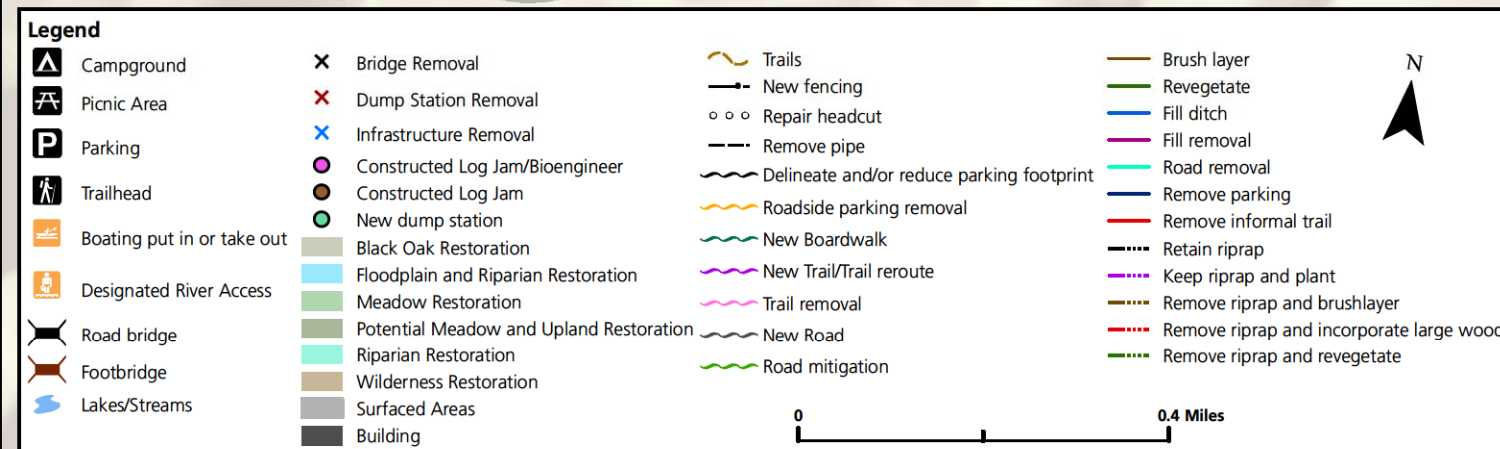 Legend
Campground
Picnic Area
P
Parking
Trailhead
Boating put in or take out
Designated River Access
Road bridge
Footbridge
Lakes/Streams
Bridge Removal
Dump Station Removal
Infrastructure Removal
Constructed Log Jam/Bioengineer
Constructed Log Jam
New dump station
Black Oak Restoration
Floodplain and Riparian Restoration
Meadow Restoration
Potential Meadow and Upland Restoration
Riparian Restoration
Wilderness Restoration
Surfaced Areas
Building
Trails
New fencing
Repair headcut
Remove pipe
Delineate and/or reduce parking footprint
Roadside parking removal
New Boardwalk
New Trail/Trail reroute
Trail removal
New Road
Road mitigation
Brush layer
Revegetate
Fill ditch
Fill removal
Road removal
Remove parking
Remove informal trail
Retain riprap
Keep riprap and plant
Remove riprap and brushlayer
Remove riprap and incorporate large wood
Remove riprap and revegetate
N
0 0.4 Miles